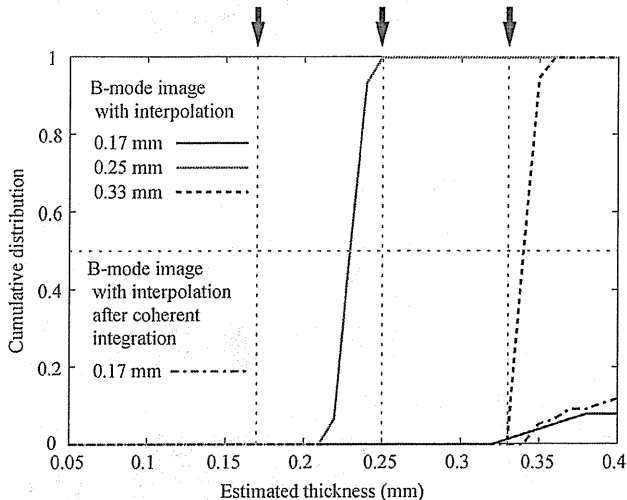 1
0.8
0.6
0.4
0.2
0
Cumulative distribution
B-mode image
with interpolation
0.17 mm
0.25 mm
0.33 mm
B-mode image
with interpolation
after coherent
integration
0.17 mm
0.05 0.1 0.15 0.2 0.25 0.3 0.35 0.4
Estimated thickness (mm)